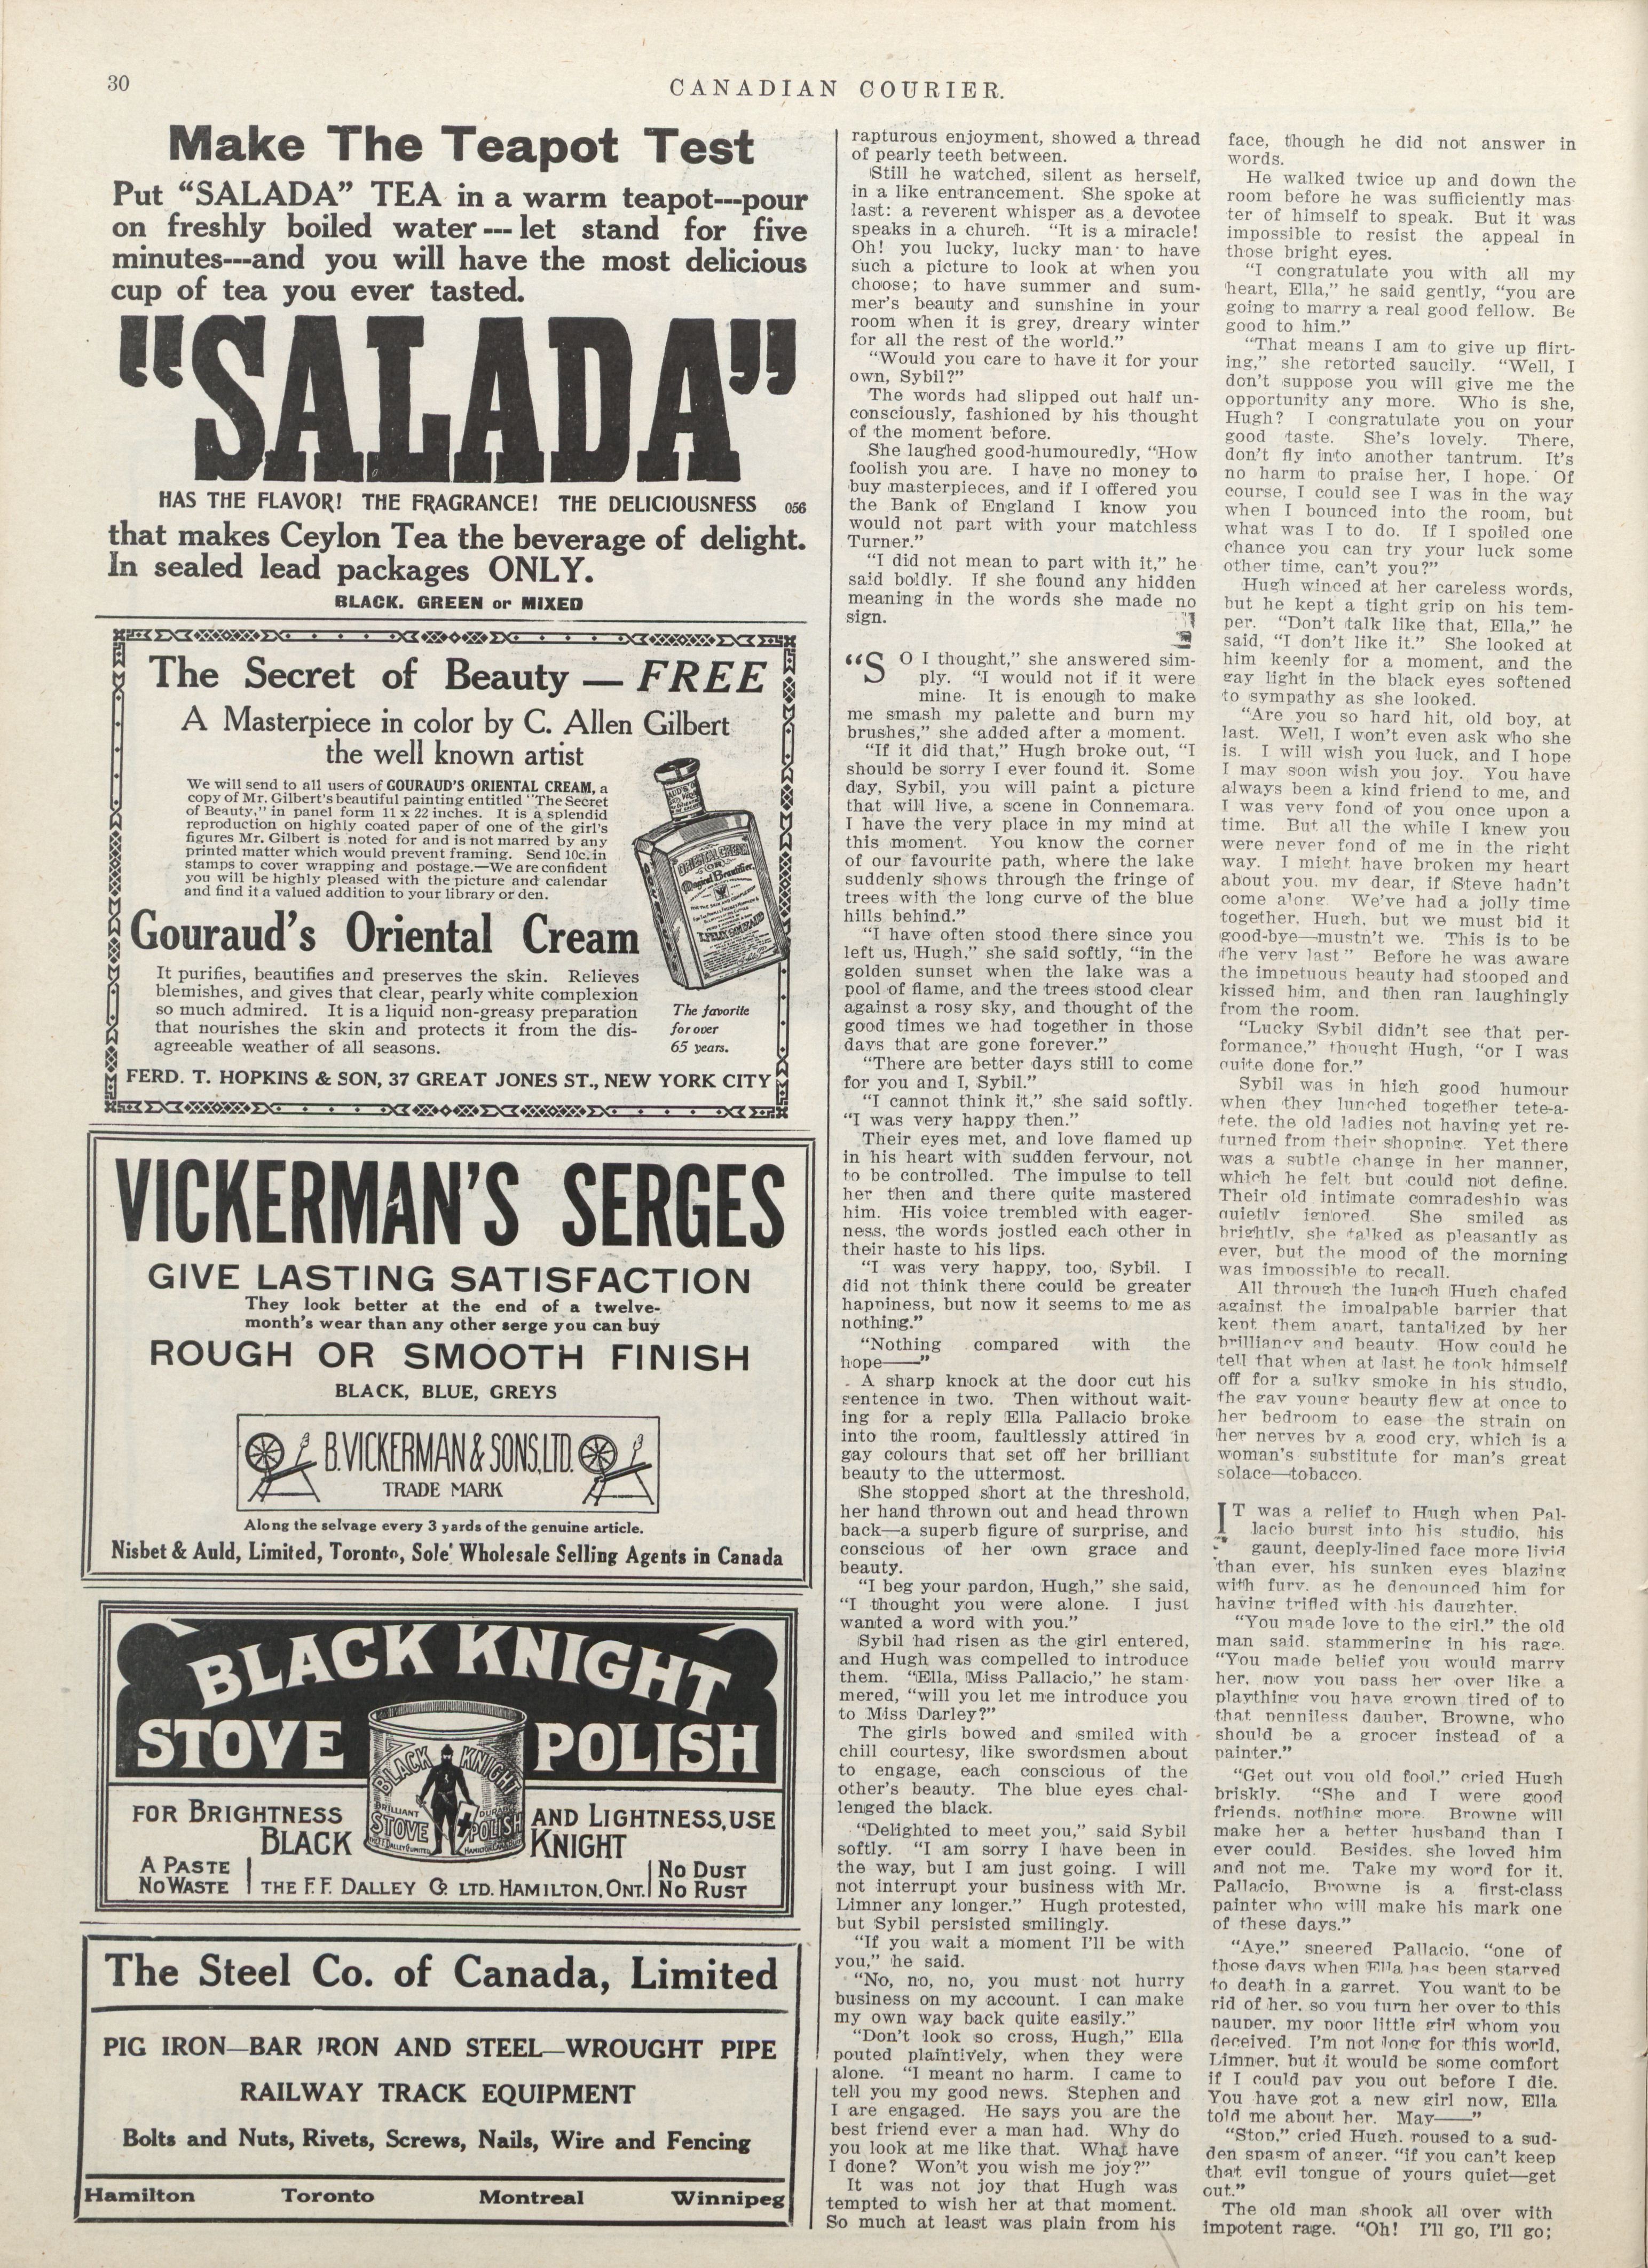 30
CANADIAN COURIER.
Make The Teapot Test
Put “SALADA” TEA in a warm teapot---pour
on freshly boiled water---let stand for five
minutes---and you will have the most delicious
cup of tea you ever tasted.
“SALADA”
HAS THE FLAVOR! THE FRAGRANCE! THE DELICIOUSNESS 056
that makes Ceylon Tea the beverage of delight.
In sealed lead packages ONLY.
BLACK. GREEN or MIXED
The Secret of Beauty — FREE
A Masterpiece in color by C. Allen Gilbert
the well known artist
We will send to all users of GOURAUD'S ORIENTAL CREAM, a
copy of Mr. Gilbert's beautiful painting entitled "The Secret
of Beauty," in panel form 11 x 22 inches. It is a splendid
reproduction on highly coated paper of one of the girl's
figures Mr. Gilbert is noted for and is not marred by any
printed matter which would prevent framing. Send 10c. in
stamps to cover wrapping and postage.—We are confident
you will be highly pleased with the picture and calendar
and find it a valued addition to your library or den.
ORIENTAL CREAM
OR
Magical Beautifier.
Gouraud's Oriental Cream
It purifies, beautifies and preserves the skin. Relieves
blemishes, and gives that clear, pearly white complexion
so much admired. It is a liquid non-greasy preparation
that nourishes the skin and protects it from the dis-
agreeable weather of all seasons.
The favorite
for over
65 years.
FERD. T. HOPKINS & SON, 37 GREAT JONES ST., NEW YORK CITY
VICKERMAN'S SERGES
GIVE LASTING SATISFACTION
They look better at the end of a twelve-
month's wear than any other serge you can buy
ROUGH OR SMOOTH FINISH
BLACK, BLUE, GREYS
B. VICKERMAN & SONS, LTD.
TRADE MARK
Along the selvage every 3 yards of the genuine article.
Nisbet & Auld, Limited, Toronto, Sole' Wholesale Selling Agents in Canada
BLACK KNIGHT
STOVE POLISH
BLACK KNIGHT
BRILLIANT DURABLE
STOVE POLISH
FOR BRIGHTNESS AND LIGHTNESS, USE
BLACK KNIGHT
A PASTE
NO WASTE
THE F.F. DALLEY Co. LTD. HAMILTON, ONT.
NO DUST
NO RUST
The Steel Co. of Canada, Limited
PIG IRON—BAR IRON AND STEEL—WROUGHT PIPE
RAILWAY TRACK EQUIPMENT
Bolts and Nuts, Rivets, Screws, Nails, Wire and Fencing
Hamilton Toronto Montreal Winnipeg
rapturous enjoyment, showed a thread
of pearly teeth between.
Still he watched, silent as herself,
in a like entrancement. She spoke at
last: a reverent whisper as a devotee
speaks in a church. “It is a miracle!
Oh! you lucky, lucky man to have
such a picture to look at when you
choose; to have summer and sum-
mer's beauty and sunshine in your
room when it is grey, dreary winter
for all the rest of the world.”
“Would you care to have it for your
own, Sybil?”
The words had slipped out half un-
consciously, fashioned by his thought
of the moment before.
She laughed good-humouredly, “How
foolish you are. I have no money to
buy masterpieces, and if I offered you
the Bank of England I know you
would not part with your matchless
Turner.”
“I did not mean to part with it,” he
said boldly. If she found any hidden
meaning in the words she made no
sign.
“SO I thought,” she answered sim-
ply. “I would not if it were
mine. It is enough to make
me smash my palette and burn my
brushes,” she added after a moment.
“If it did that,” Hugh broke out, “I
should be sorry I ever found it. Some
day, Sybil, you will paint a picture
that will live, a scene in Connemara.
I have the very place in my mind at
this moment. You know the corner
of our favourite path, where the lake
suddenly shows through the fringe of
trees with the long curve of the blue
hills behind.”
“I have often stood there since you
left us, Hugh,” she said softly, “in the
golden sunset when the lake was a
pool of flame, and the trees stood clear
against a rosy sky, and thought of the
good times we had together in those
days that are gone forever.”
“There are better days still to come
for you and I, Sybil.”
“I cannot think it,” she said softly.
“I was very happy then.”
Their eyes met, and love flamed up
in his heart with sudden fervour, not
to be controlled. The impulse to tell
her then and there quite mastered
him. His voice trembled with eager-
ness, the words jostled each other in
their haste to his lips.
“I was very happy, too, Sybil. I
did not think there could be greater
happiness, but now it seems to me as
nothing.”
“Nothing compared with the
hope——”
A sharp knock at the door cut his
sentence in two. Then without wait-
ing for a reply Ella Pallacio broke
into the room, faultlessly attired in
gay colours that set off her brilliant
beauty to the uttermost.
She stopped short at the threshold,
her hand thrown out and head thrown
back—a superb figure of surprise, and
conscious of her own grace and
beauty.
“I beg your pardon, Hugh,” she said,
“I thought you were alone. I just
wanted a word with you.”
Sybil had risen as the girl entered,
and Hugh was compelled to introduce
them. “Ella, Miss Pallacio,” he stam-
mered, “will you let me introduce you
to Miss Darley?”
The girls bowed and smiled with
chill courtesy, like swordsmen about
to engage, each conscious of the
other's beauty. The blue eyes chal-
lenged the black.
“Delighted to meet you,” said Sybil
softly. “I am sorry I have been in
the way, but I am just going. I will
not interrupt your business with Mr.
Limner any longer.” Hugh protested,
but Sybil persisted smilingly.
“If you wait a moment I'll be with
you,” he said.
“No, no, no, you must not hurry
business on my account. I can make
my own way back quite easily.”
“Don't look so cross, Hugh,” Ella
pouted plaintively, when they were
alone. “I meant no harm. I came to
tell you my good news. Stephen and
I are engaged. He says you are the
best friend ever a man had. Why do
you look at me like that. What have
I done? Won't you wish me joy?”
It was not joy that Hugh was
tempted to wish her at that moment.
So much at least was plain from his
face, though he did not answer in
words.
He walked twice up and down the
room before he was sufficiently mas
ter of himself to speak. But it was
impossible to resist the appeal in
those bright eyes.
“I congratulate you with all my
heart, Ella,” he said gently, “you are
going to marry a real good fellow. Be
good to him.”
“That means I am to give up flirt-
ing,” she retorted saucily. “Well, I
don't suppose you will give me the
opportunity any more. Who is she,
Hugh? I congratulate you on your
good taste. She's lovely. There,
don't fly into another tantrum. It's
no harm to praise her, I hope. Of
course, I could see I was in the way
when I bounced into the room, but
what was I to do. If I spoiled one
chance you can try your luck some
other time, can't you?”
Hugh winced at her careless words,
but he kept a tight grip on his tem-
per. “Don't talk like that, Ella,” he
said, “I don't like it.” She looked at
him keenly for a moment, and the
gay light in the black eyes softened
to sympathy as she looked.
“Are you so hard hit, old boy, at
last. Well, I won't even ask who she
is. I will wish you luck, and I hope
I may soon wish you joy. You have
always been a kind friend to me, and
I was very fond of you once upon a
time. But all the while I knew you
were never fond of me in the right
way. I might have broken my heart
about you, my dear, if Steve hadn't
come along. We've had a jolly time
together, Hugh, but we must bid it
good-bye—mustn't we. This is to be
the very last” Before he was aware
the impetuous beauty had stooped and
kissed him, and then ran laughingly
from the room.
“Lucky Sybil didn't see that per-
formance,” thought Hugh, “or I was
quite done for.”
Sybil was in high good humour
when they lunched together tete-a-
tete, the old ladies not having yet re-
turned from their shopping. Yet there
was a subtle change in her manner,
which he felt but could not define.
Their old intimate comradeship was
quietly ignored. She smiled as
brightly, she talked as pleasantly as
ever, but the mood of the morning
was impossible to recall.
All through the lunch Hugh chafed
against the impalpable barrier that
kept them apart, tantalized by her
brilliancy and beauty. How could he
tell that when at last he took himself
off for a sulky smoke in his studio,
the gay young beauty flew at once to
her bedroom to ease the strain on
her nerves by a good cry, which is a
woman's substitute for man's great
solace—tobacco.
IT was a relief to Hugh when Pal-
lacio burst into his studio, his
gaunt, deeply-lined face more livid
than ever, his sunken eyes blazing
with fury, as he denounced him for
having trifled with his daughter.
“You made love to the girl,” the old
man said, stammering in his rage.
“You made belief you would marry
her, now you pass her over like a
plaything you have grown tired of to
that penniless dauber, Browne, who
should be a grocer instead of a
painter.”
“Get out you old fool,” cried Hugh
briskly. “She and I were good
friends, nothing more. Browne will
make her a better husband than I
ever could. Besides, she loved him
and not me. Take my word for it,
Pallacio, Browne is a first-class
painter who will make his mark one
of these days.”
“Aye,” sneered Pallacio, “one of
those days when Ella has been starved
to death in a garret. You want to be
rid of her, so you turn her over to this
pauper, my poor little girl whom you
deceived. I'm not long for this world,
Limner, but it would be some comfort
if I could pay you out before I die.
You have got a new girl now, Ella
told me about her. May——”
“Stop,” cried Hugh, roused to a sud-
den spasm of anger, “if you can't keep
that evil tongue of yours quiet—get
out.”
The old man shook all over with
impotent rage. “Oh! I'll go, I'll go;